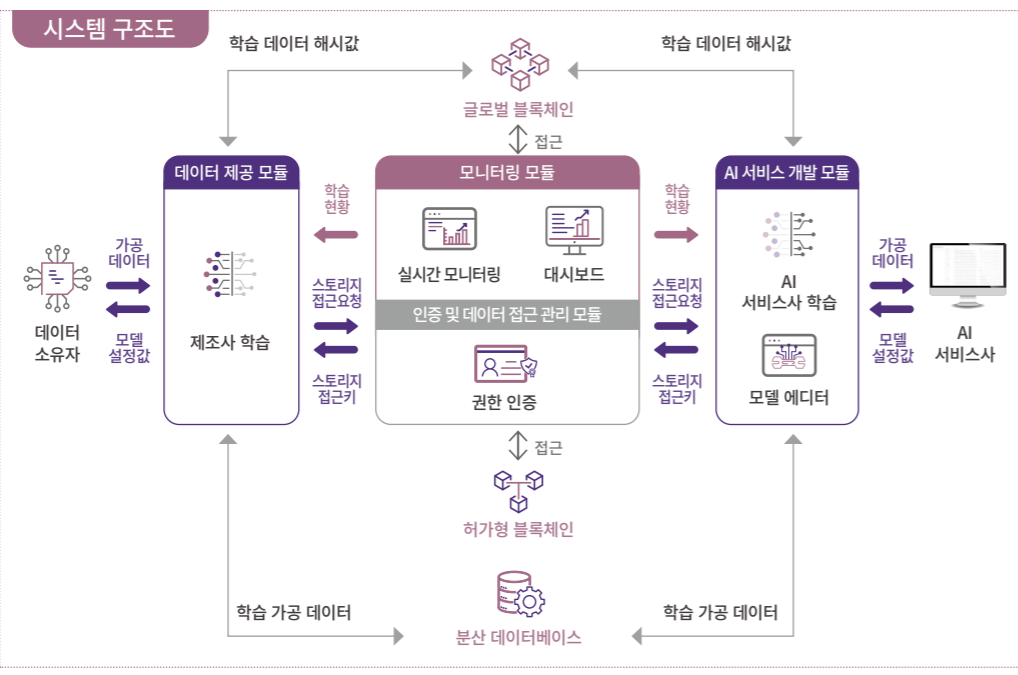 시스템 구조도
학습 데이터 해시값
학습 데이터 해시값
글로벌 블록체인
접근
데이터 제공 모듈
모니터링 모듈
AI 서비스 개발 모듈
학습
현황
학습
현황
실시간 모니터링
대시보드
가공
데이터
제조사 학습
스토리지
접근요청
스토리지
접근요청
AI
서비스사 학습
가공
데이터
인증 및 데이터 접근 관리 모듈
데이터
소유자
모델
설정값
스토리지
접근키
권한 인증
스토리지
접근키
모델 에디터
모델
설정값
AI
서비스사
접근
허가형 블록체인
학습 가공 데이터
학습 가공 데이터
분산 데이터베이스